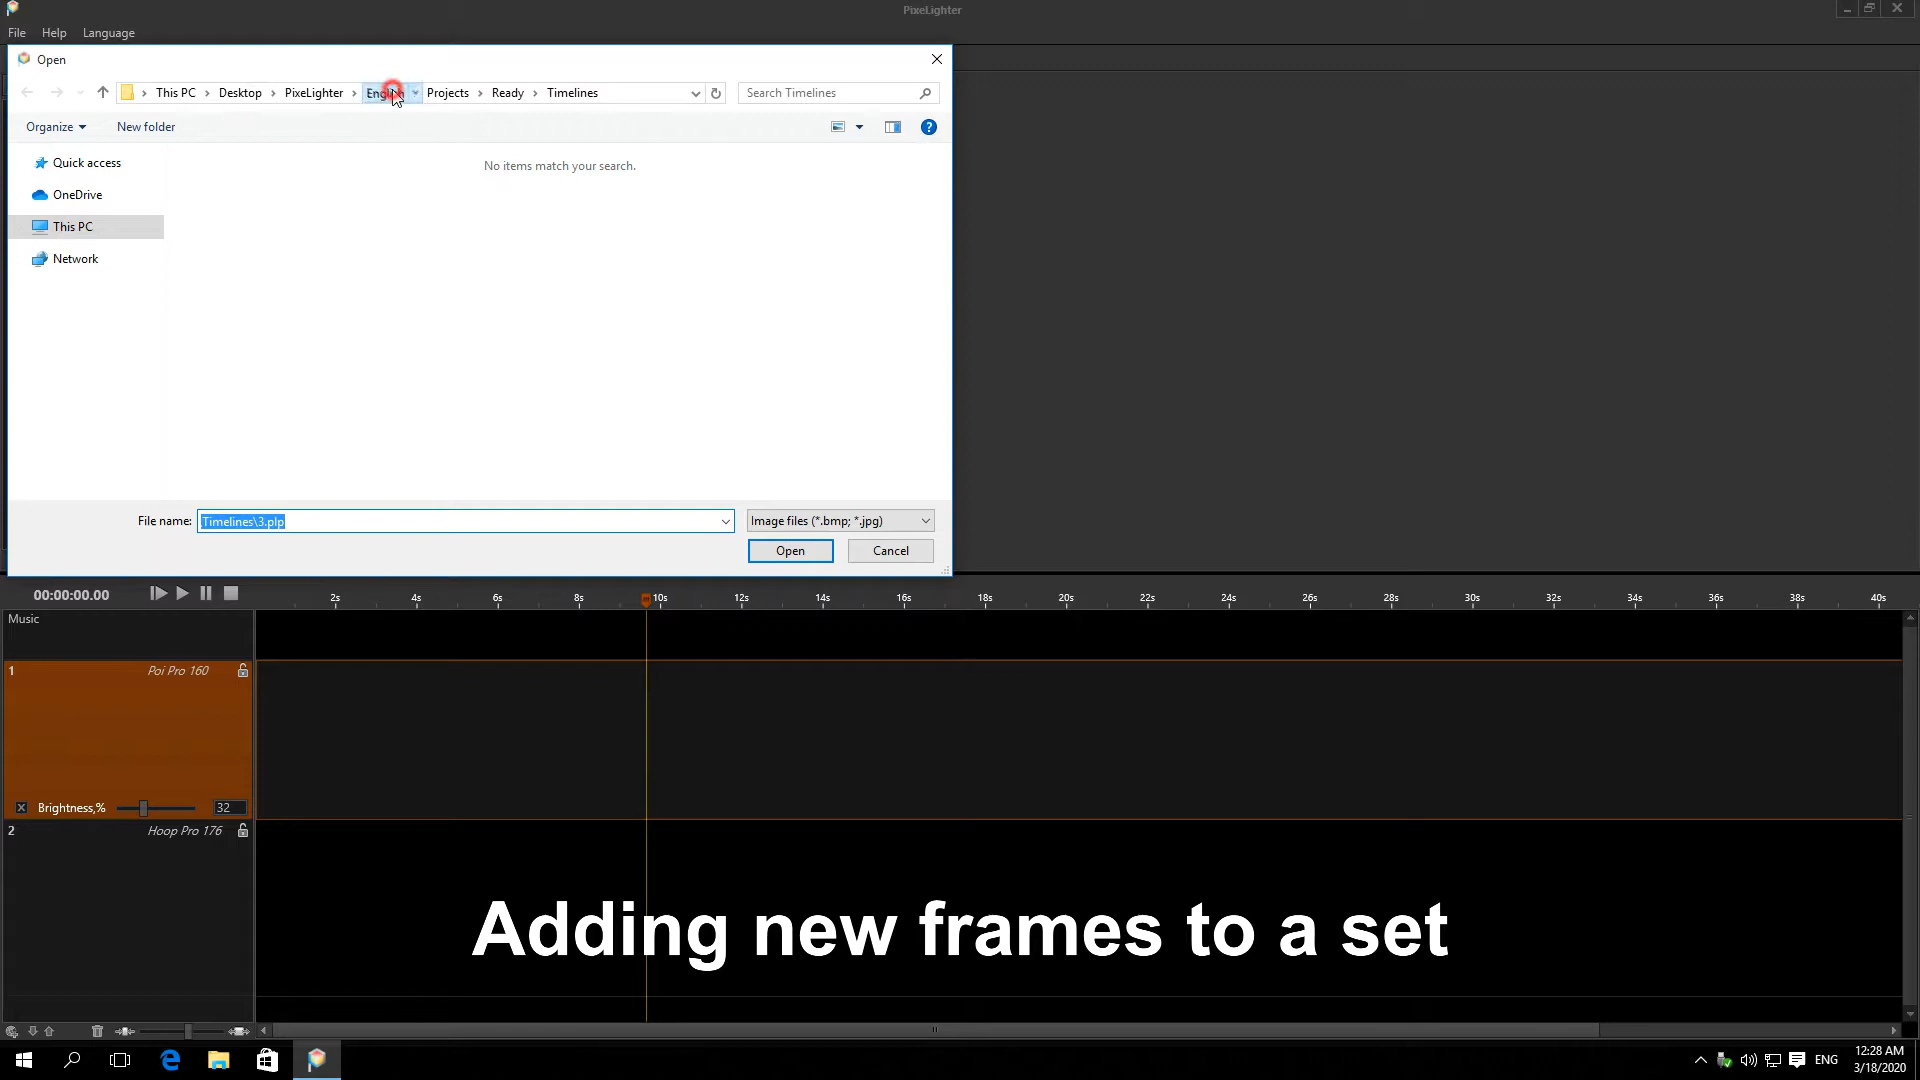 PixeLighter
File Help Language
Open
This PC Desktop PixeLighter English Projects Ready Timelines
Search Timelines
Organize New folder
Quick access
No items match your search.
OneDrive
This PC
Network
File name: Timelines\3.plp Image files (*.bmp; *.jpg)
Open Cancel
00:00:00.00 2s 4s 6s 8s 10s 12s 14s 16s 18s 20s 22s 24s 26s 28s 30s 32s 34s 36s 38s 40s
Music
1 Poi Pro 160
Brightness,% 32
2 Hoop Pro 176
Adding new frames to a set
ENG
12:28 AM
3/18/2020